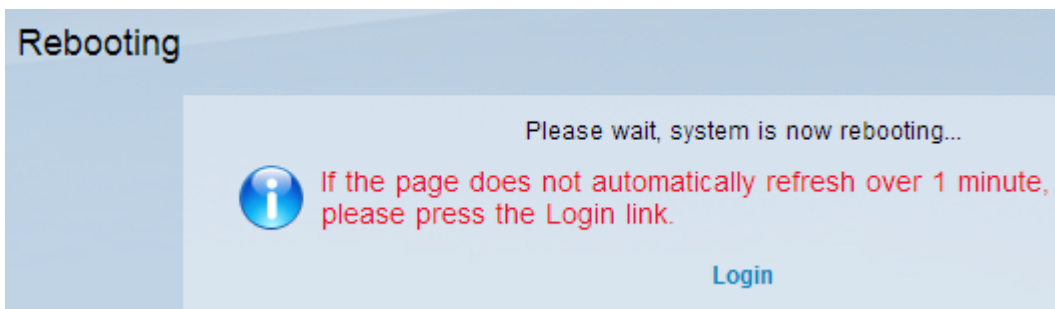 Rebooting
Please wait, system is now rebooting...
If the page does not automatically refresh over 1 minute,
please press the Login link.
Login